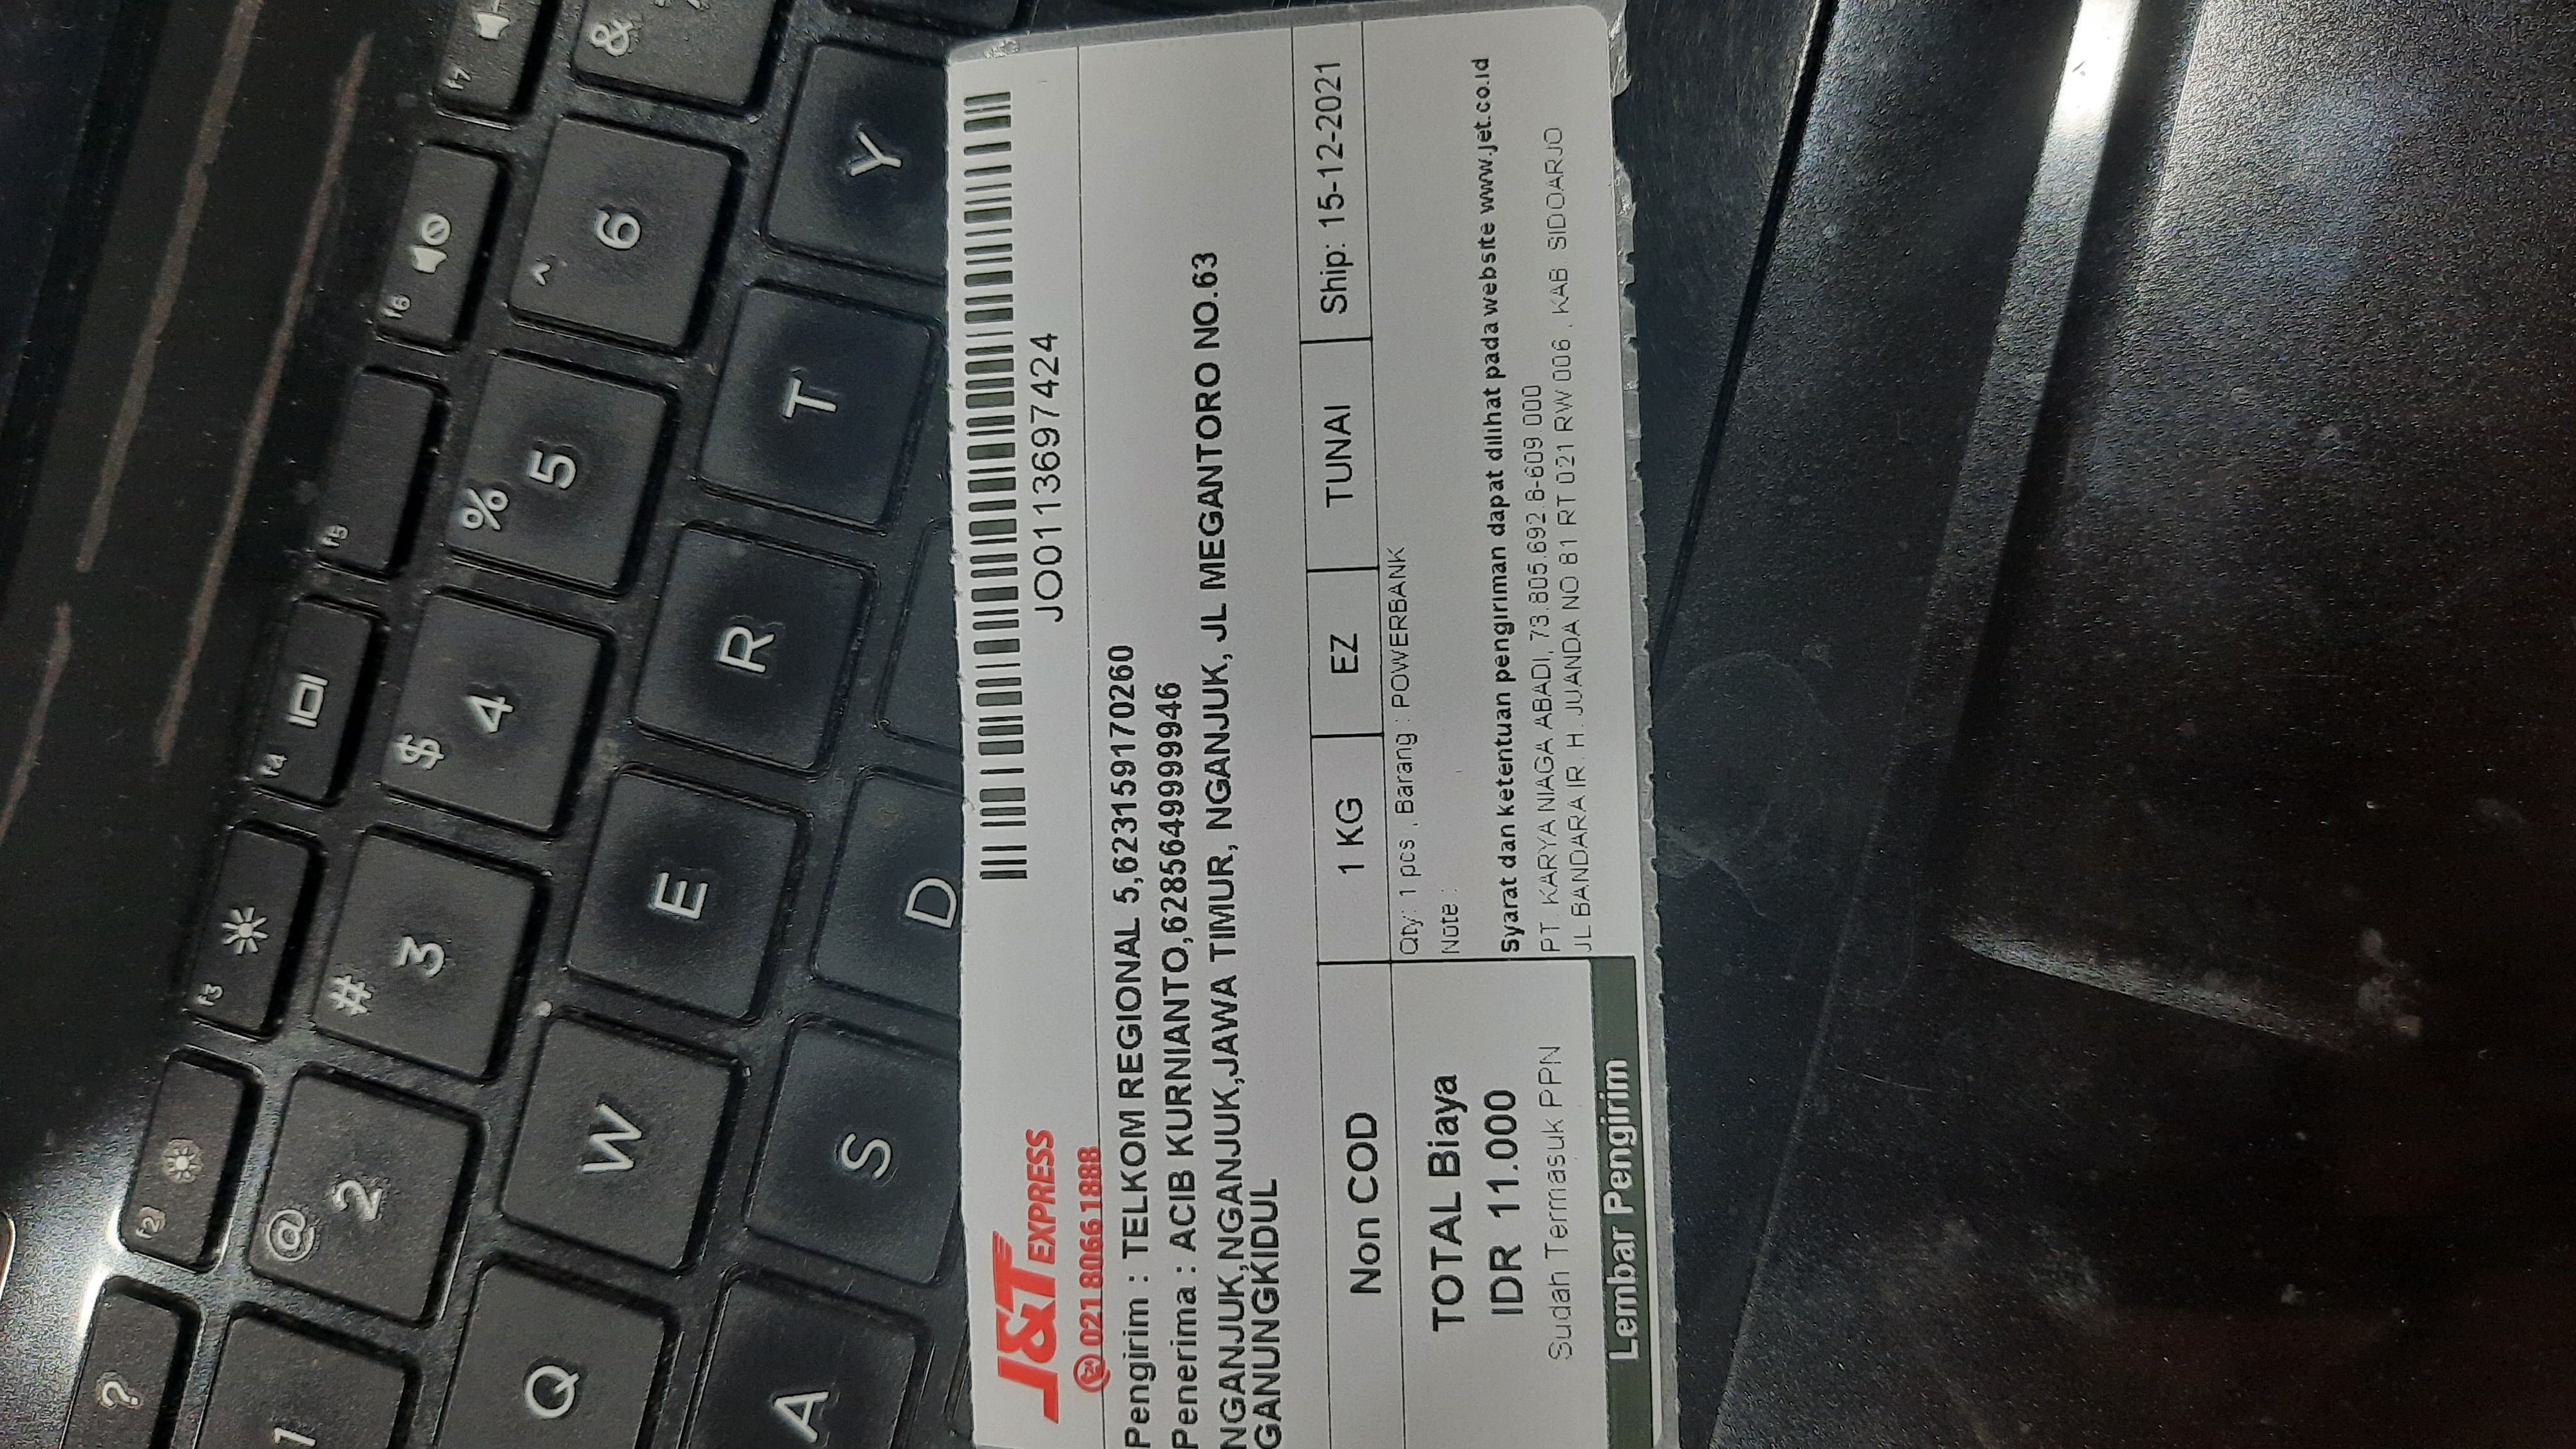 ?
f2
f3
f4
f5
f6
f7
1
@ 2
# 3
$ 4
% 5
^ 6
&
Q W E R T Y
A S D
J&T EXPRESS
24 021 8066 1888
JO0113697424
Pengirim : TELKOM REGIONAL 5,623159170260
Penerima : ACIB KURNIANTO,6285649999946
NGANJUK,NGANJUK,JAWA TIMUR, NGANJUK, JL MEGANTORO NO.63
GANUNGKIDUL
Non COD
1 KG
EZ
TUNAI
Ship: 15-12-2021
TOTAL Biaya
IDR 11.000
Sudah Termasuk PPN
Lembar Pengirim
Qty: 1 pcs , Barang : POWERBANK
Note :
Syarat dan ketentuan pengiriman dapat dilihat pada website www.jet.co.id
PT. KARYA NIAGA ABADI, 73.805.692.6-609.000
JL BANDARA IR. H. JUANDA NO 81 RT 021 RW 006 , KAB. SIDOARJO